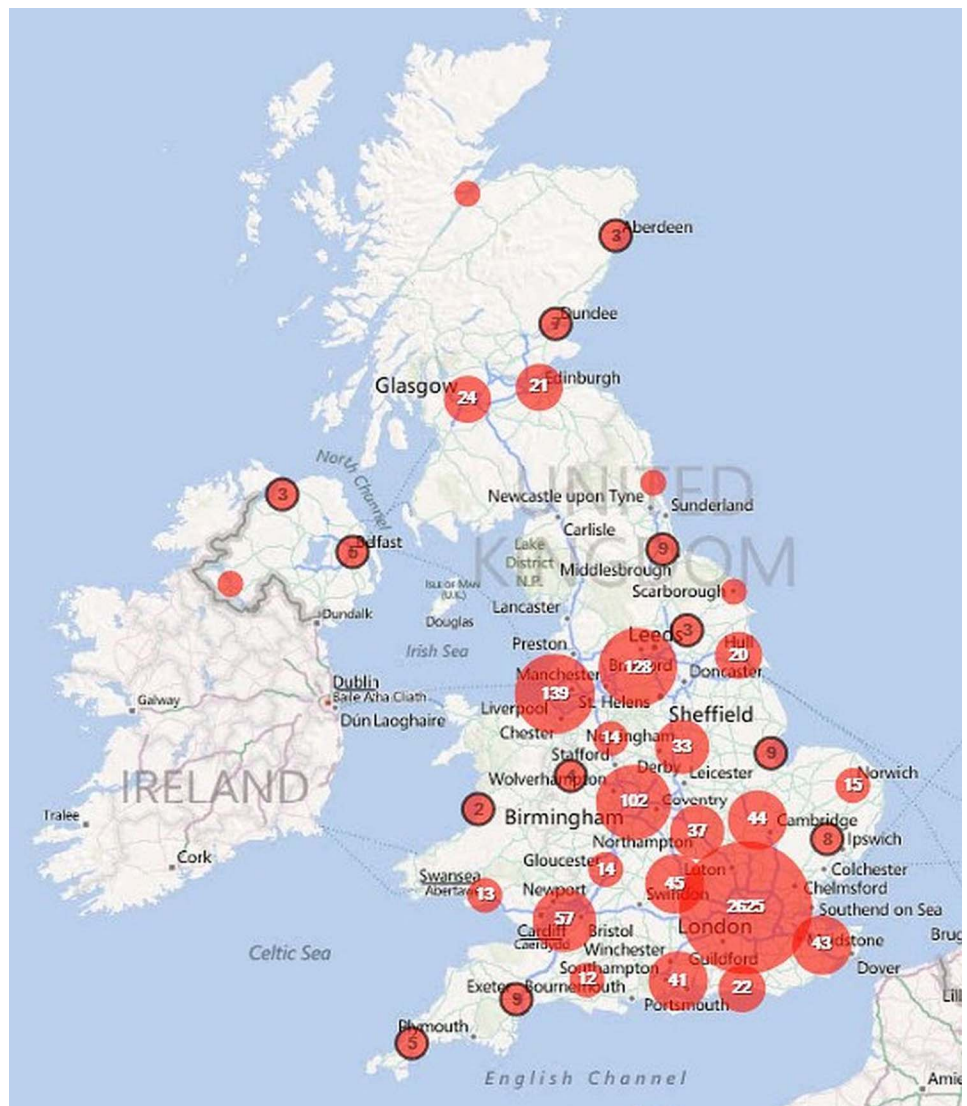 3
Aberdeen
7
Dundee
Glasgow
24
21
Edinburgh
North Channel
UNITED
KINGDOM
Newcastle upon Tyne
Sunderland
3
Carlisle
Belfast
Lake
District
N.P.
9
Middlesbrough
ISLE OF MAN
(U.K.)
Douglas
Scarborough
Lancaster
Dundalk
Irish Sea
Preston
Leeds
3
Hull
20
128
Manchester
139
Doncaster
Dublin
Baile Átha Cliath
Dún Laoghaire
Galway
Liverpool
St. Helens
Sheffield
Chester
14
Nottingham
33
9
Stafford
Derby
Leicester
Norwich
15
Wolverhampton
4
IRELAND
2
Birmingham
102
Coventry
44
Cambridge
37
8
Ipswich
Tralee
Cork
Northampton
Gloucester
14
Colchester
Swansea
13
Newport
45
Luton
Chelmsford
Swindon
2625
Southend on Sea
57
Cardiff
Caerdydd
Bristol
London
43
Maidstone
Dover
Brug
Celtic Sea
Winchester
Guildford
Southampton
12
41
22
Exeter
9
Bournemouth
Portsmouth
Lill
Plymouth
5
English Channel
Amie